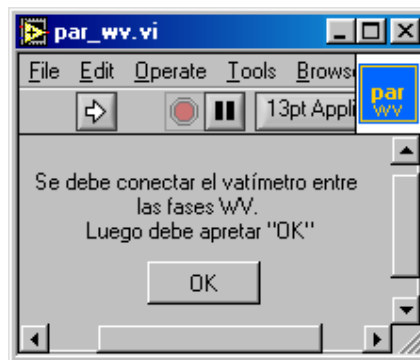 par_wv.vi
File Edit Operate Tools Brows
13pt Appli
par
WV
Se debe conectar el vatímetro entre
las fases WV.
Luego debe apretar "OK"
OK